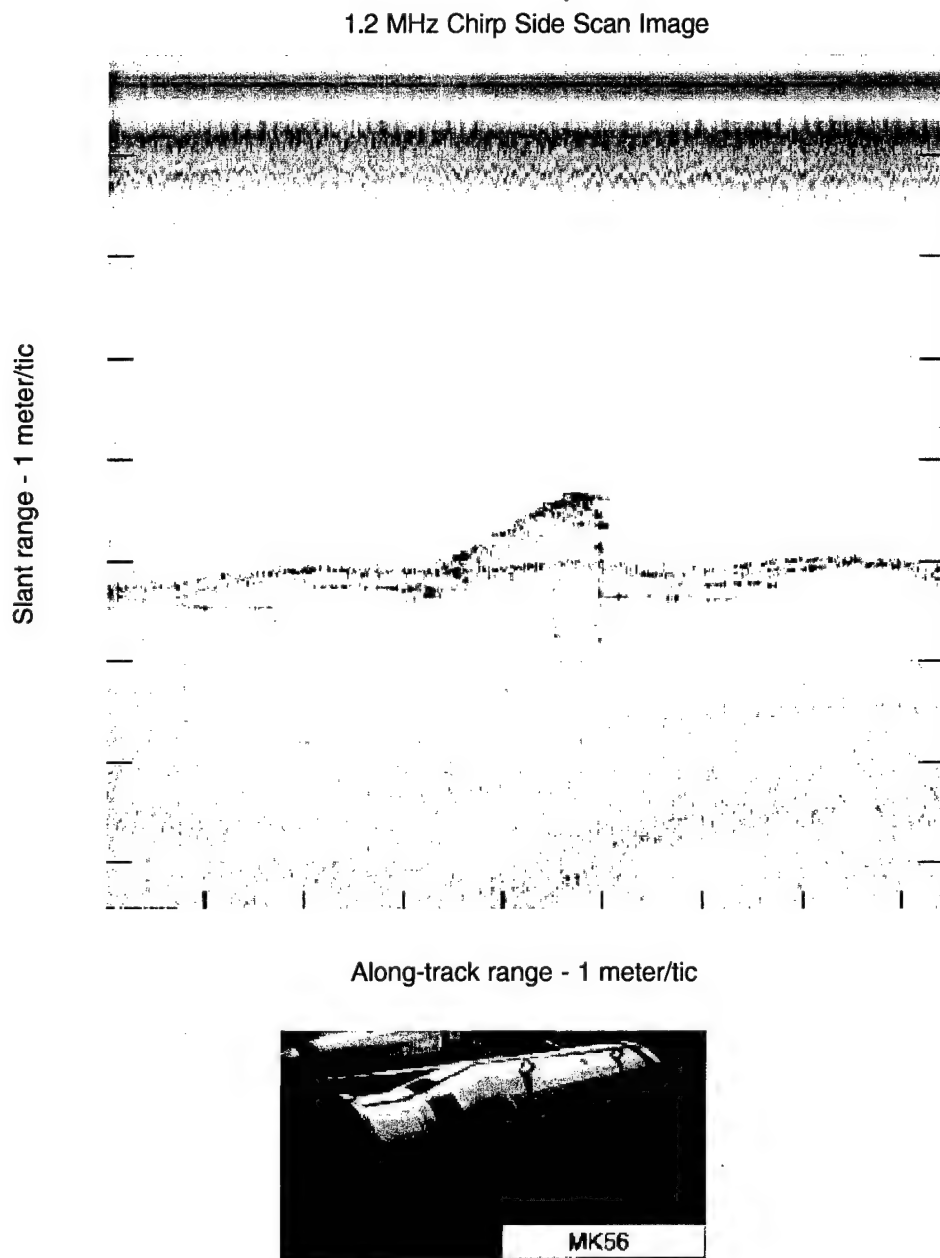 1.2 MHz Chirp Side Scan Image
Slant range - 1 meter/tic
Along-track range - 1 meter/tic
MK56